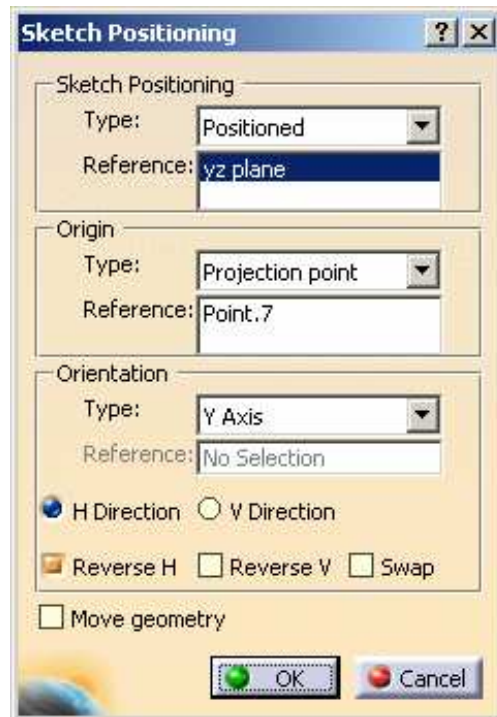 Sketch Positioning
? X
Sketch Positioning
Type: Positioned
Reference: yz plane
Origin
Type: Projection point
Reference: Point.7
Orientation
Type: Y Axis
Reference: No Selection
H Direction V Direction
Reverse H Reverse V Swap
Move geometry
OK Cancel